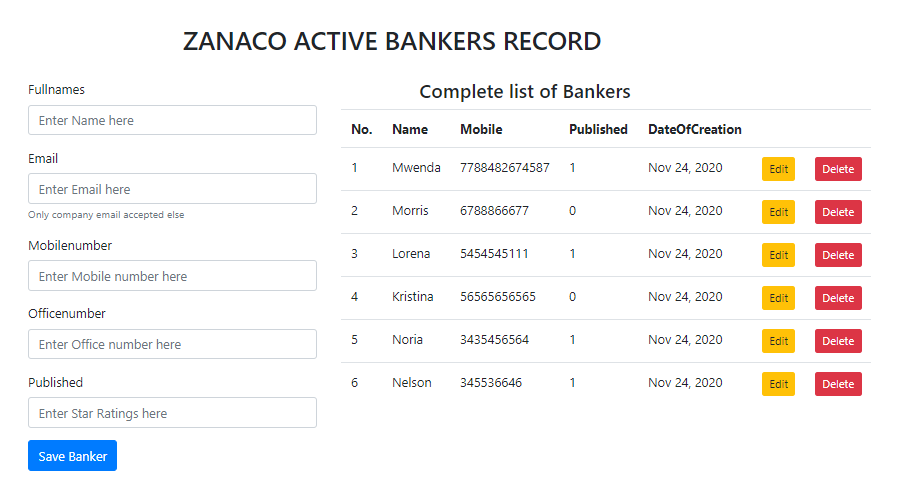 ZANACO ACTIVE BANKERS RECORD
Fullnames
Enter Name here
Email
Enter Email here
Only company email accepted else
Mobilenumber
Enter Mobile number here
Officenumber
Enter Office number here
Published
Enter Star Ratings here
Save Banker
Complete list of Bankers
No. Name Mobile Published DateOfCreation
1 Mwenda 7788482674587 1 Nov 24, 2020 Edit Delete
2 Morris 6788866677 0 Nov 24, 2020 Edit Delete
3 Lorena 5454545111 1 Nov 24, 2020 Edit Delete
4 Kristina 56565656565 0 Nov 24, 2020 Edit Delete
5 Noria 3435456564 1 Nov 24, 2020 Edit Delete
6 Nelson 345536646 1 Nov 24, 2020 Edit Delete